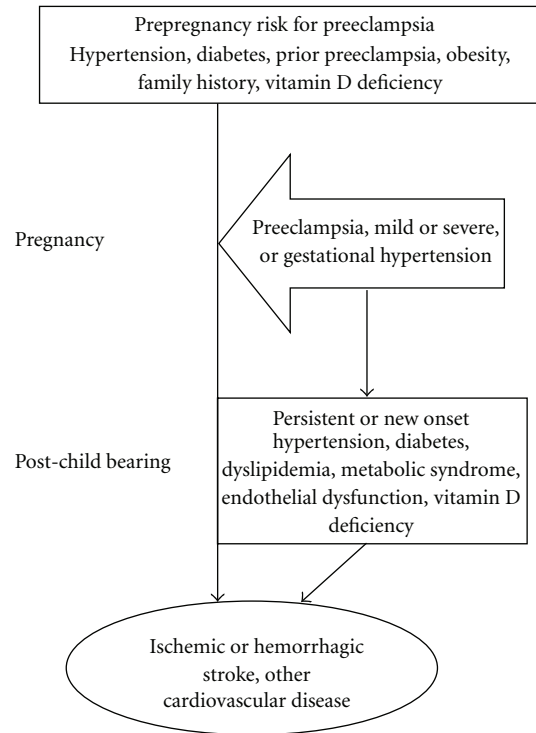 Prepregnancy risk for preeclampsia
Hypertension, diabetes, prior preeclampsia, obesity,
family history, vitamin D deficiency
Pregnancy
Preeclampsia, mild or severe,
or gestational hypertension
Post-child bearing
Persistent or new onset
hypertension, diabetes,
dyslipidemia, metabolic syndrome,
endothelial dysfunction, vitamin D
deficiency
Ischemic or hemorrhagic
stroke, other
cardiovascular disease